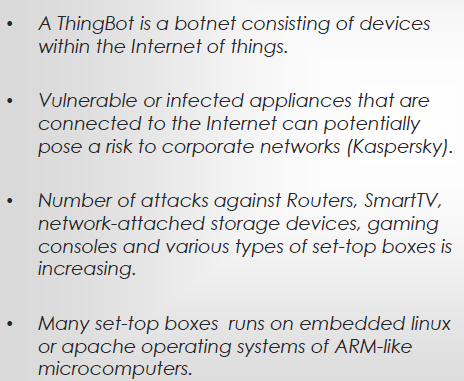 • A ThingBot is a botnet consisting of devices
within the Internet of things.
• Vulnerable or infected appliances that are
connected to the Internet can potentially
pose a risk to corporate networks (Kaspersky).
• Number of attacks against Routers, SmartTV,
network-attached storage devices, gaming
consoles and various types of set-top boxes is
increasing.
• Many set-top boxes runs on embedded linux
or apache operating systems of ARM-like
microcomputers.